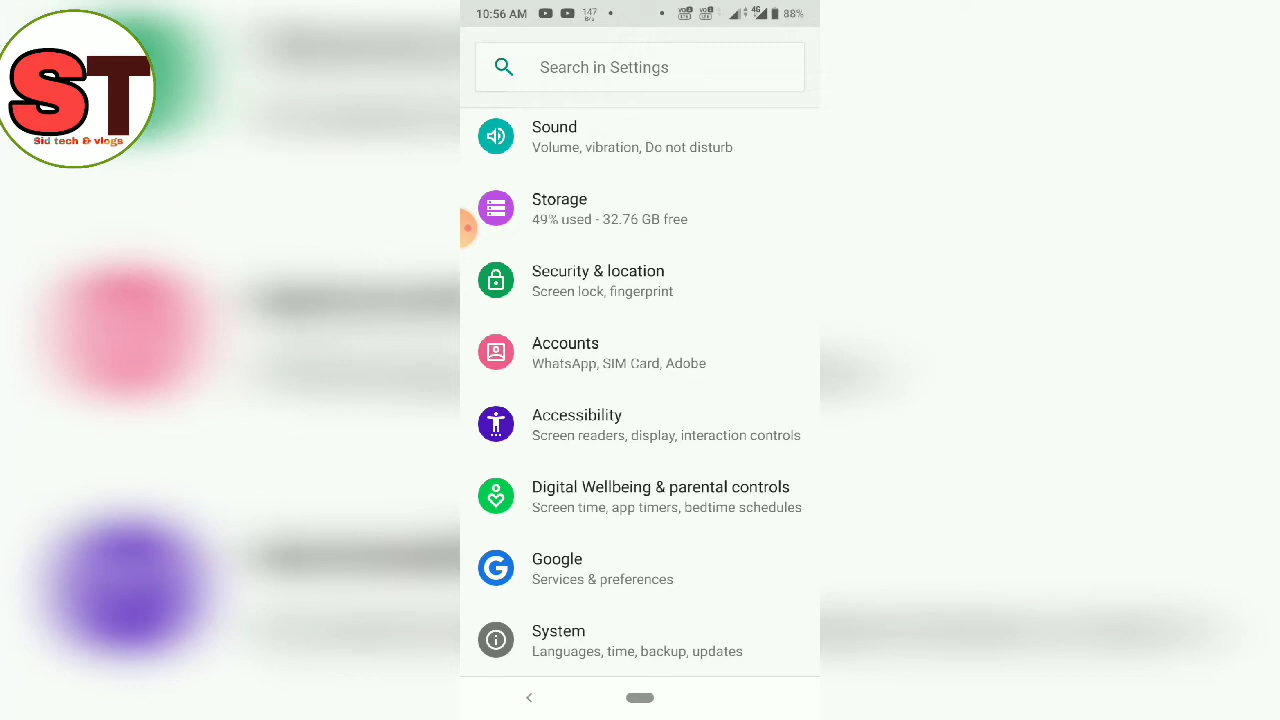 10:56 AM
147
B/s
4G
88%
ST
Sid tech & vlogs
Search in Settings
Sound
Volume, vibration, Do not disturb
Storage
49% used - 32.76 GB free
Security & location
Screen lock, fingerprint
Accounts
WhatsApp, SIM Card, Adobe
Accessibility
Screen readers, display, interaction controls
Digital Wellbeing & parental controls
Screen time, app timers, bedtime schedules
Google
Services & preferences
System
Languages, time, backup, updates